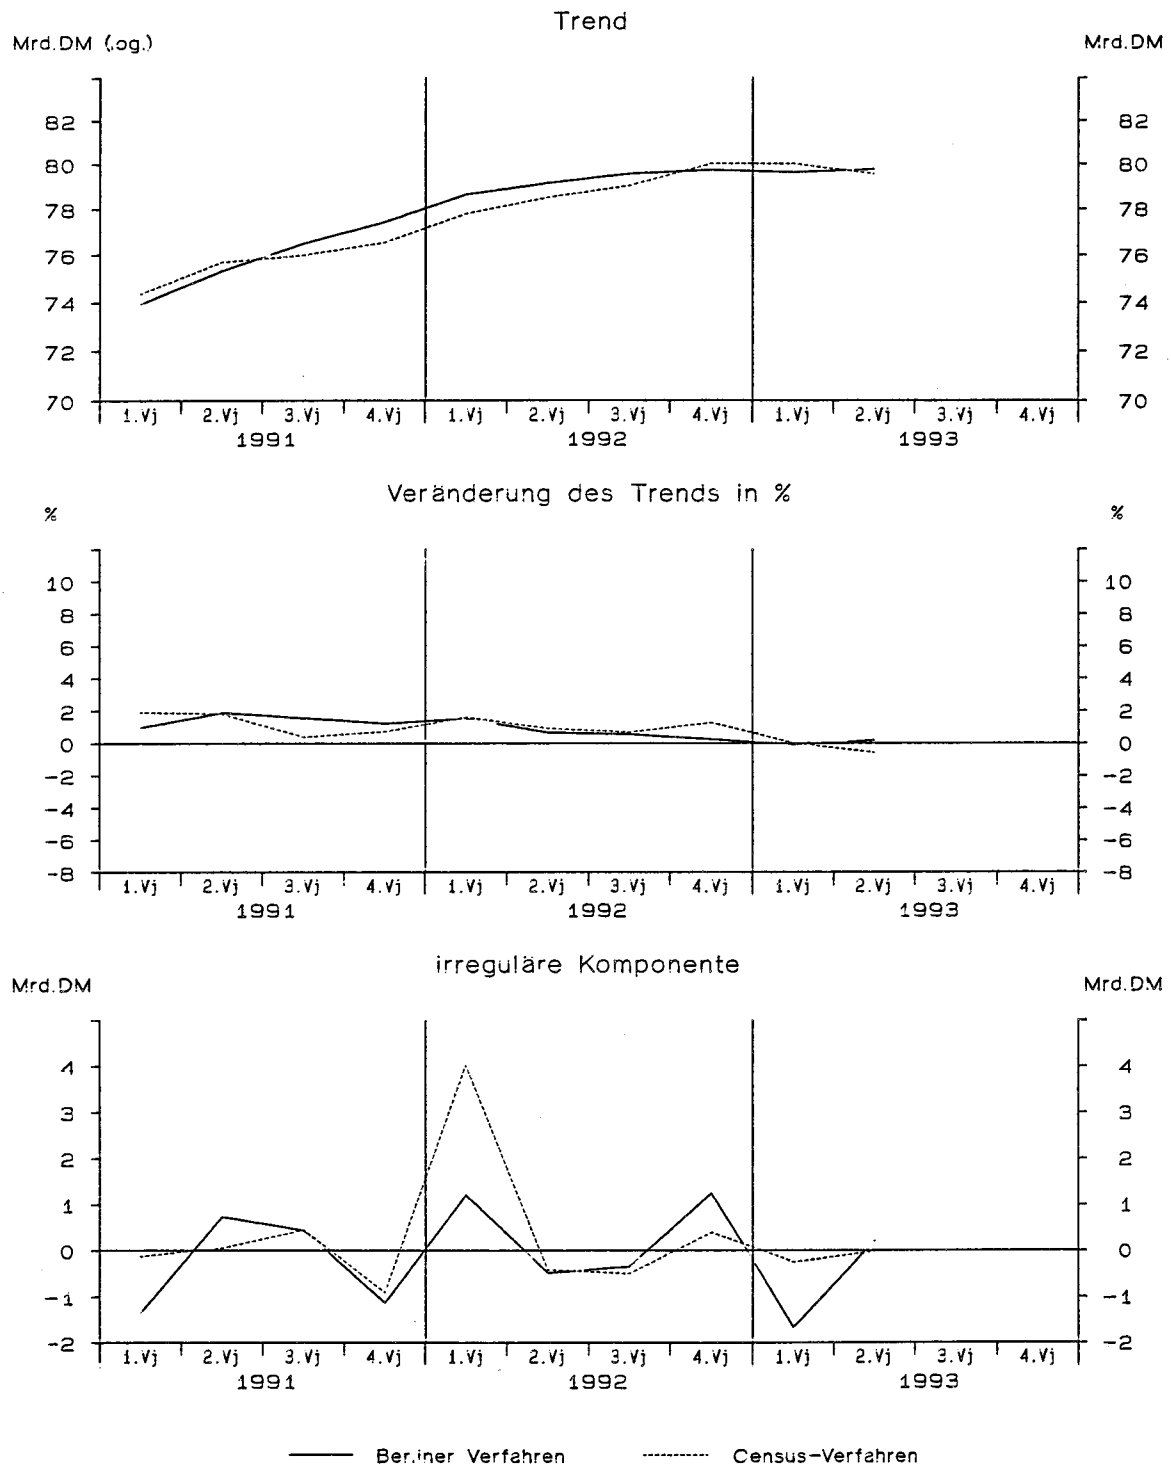 Trend
Mrd.DM (.og.) Mrd.DM
82 82
80 80
78 78
76 76
74 74
72 72
70 70
1.Vj 2.Vj 3.Vj 4.Vj 1.Vj 2.Vj 3.Vj 4.Vj 1.Vj 2.Vj 3.Vj 4.Vj
1991 1992 1993
Veränderung des Trends in %
% %
10 10
8 8
6 6
4 4
2 2
0 0
-2 -2
-4 -4
-6 -6
-8 -8
1.Vj 2.Vj 3.Vj 4.Vj 1.Vj 2.Vj 3.Vj 4.Vj 1.Vj 2.Vj 3.Vj 4.Vj
1991 1992 1993
irreguläre Komponente
Mrd.DM Mrd.DM
4 4
3 3
2 2
1 1
0 0
-1 -1
-2 -2
1.Vj 2.Vj 3.Vj 4.Vj 1.Vj 2.Vj 3.Vj 4.Vj 1.Vj 2.Vj 3.Vj 4.Vj
1991 1992 1993
Ber.iner Verfahren Census-Verfahren